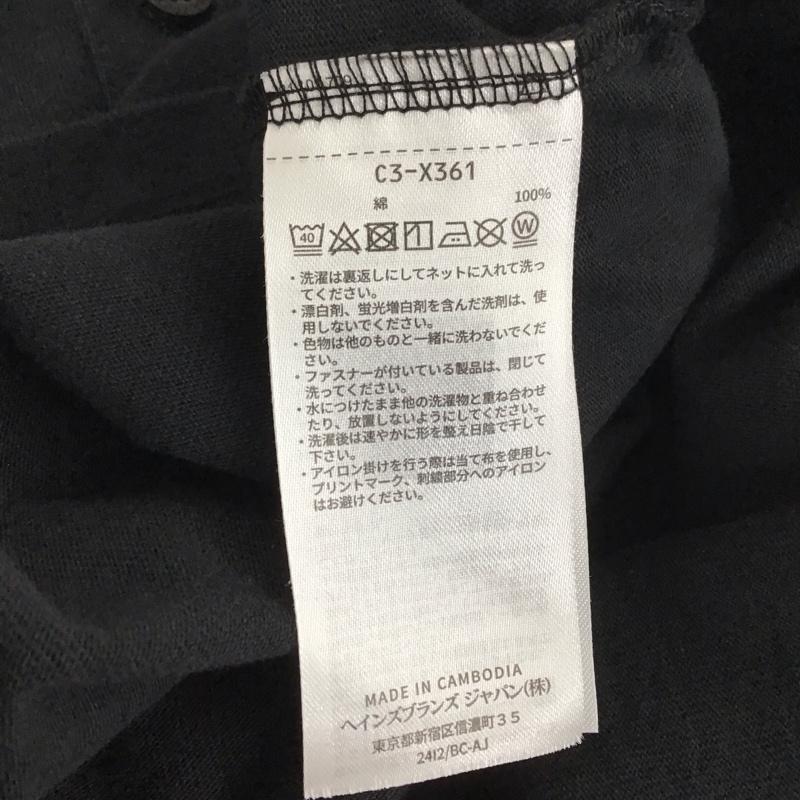 C3-X361
綿 100%
40 W
・洗濯は裏返しにしてネットに入れて洗っ
てください。
・漂白剤、蛍光増白剤を含んだ洗剤は、使
用しないでください。
・色物は他のものと一緒に洗わないでくだ
さい。
・ファスナーが付いている製品は、閉じて
洗ってください。
・水につけたまま他の洗濯物と重ね合わせ
たり、放置しないようにしてください。
・洗濯後は速やかに形を整え日陰で干して
下さい。
・アイロン掛けを行う際は当て布を使用し、
プリントマーク、刺繍部分へのアイロン
はお避けください。
MADE IN CAMBODIA
ヘインズブランズ ジャパン(株)
東京都新宿区信濃町35
2412/BC-AJ